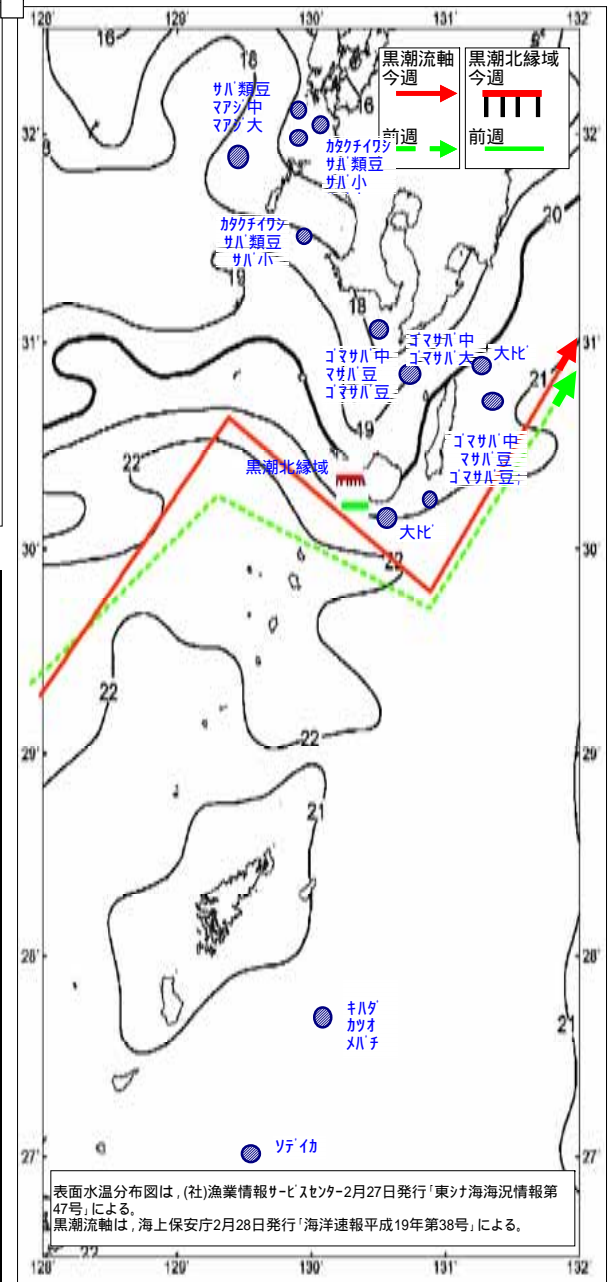 128° 129° 130° 131° 132°
16
18
16
黒潮流軸
今週
前週
黒潮北縁域
今週
前週
サバ類豆
マアジ中
マアジ大
32°
カタクチイワシ
サバ類豆
サバ小
カタクチイワシ
サバ類豆
サバ小
20
19
18
31°
31°
ゴマサバ中
ゴマサバ大
大トビ
ゴマサバ中
マサバ豆
ゴマサバ豆
21
19
22
黒潮北縁域
ゴマサバ中
マサバ豆
ゴマサバ豆
大トビ
30°
30°
22
22
22
29°
29°
21
28°
28°
キハダ
カツオ
メバチ
21
ソデイカ
27°
27°
表面水温分布図は，(社)漁業情報サービスセンター2月27日発行「東シナ海海況情報第
47号」による。
黒潮流軸は，海上保安庁2月28日発行「海洋速報平成19年第38号」による。
22
129° 130° 131° 132°